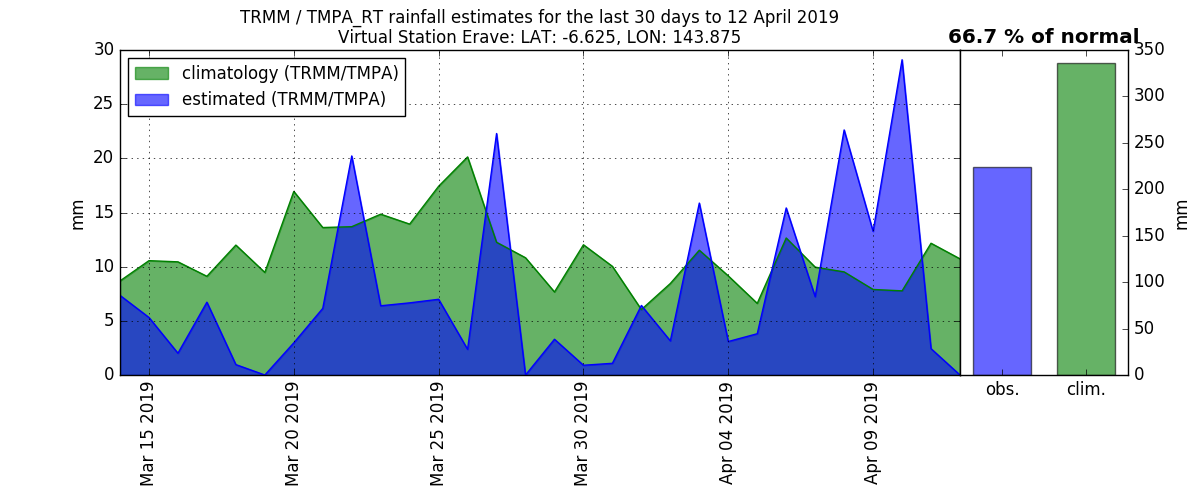 TRMM / TMPA_RT rainfall estimates for the last 30 days to 12 April 2019
Virtual Station Erave: LAT: -6.625, LON: 143.875
66.7 % of normal
climatology (TRMM/TMPA)
estimated (TRMM/TMPA)
30
25
20
15
10
5
0
mm
Mar 15 2019
Mar 20 2019
Mar 25 2019
Mar 30 2019
Apr 04 2019
Apr 09 2019
obs.
clim.
350
300
250
200
150
100
50
0
mm